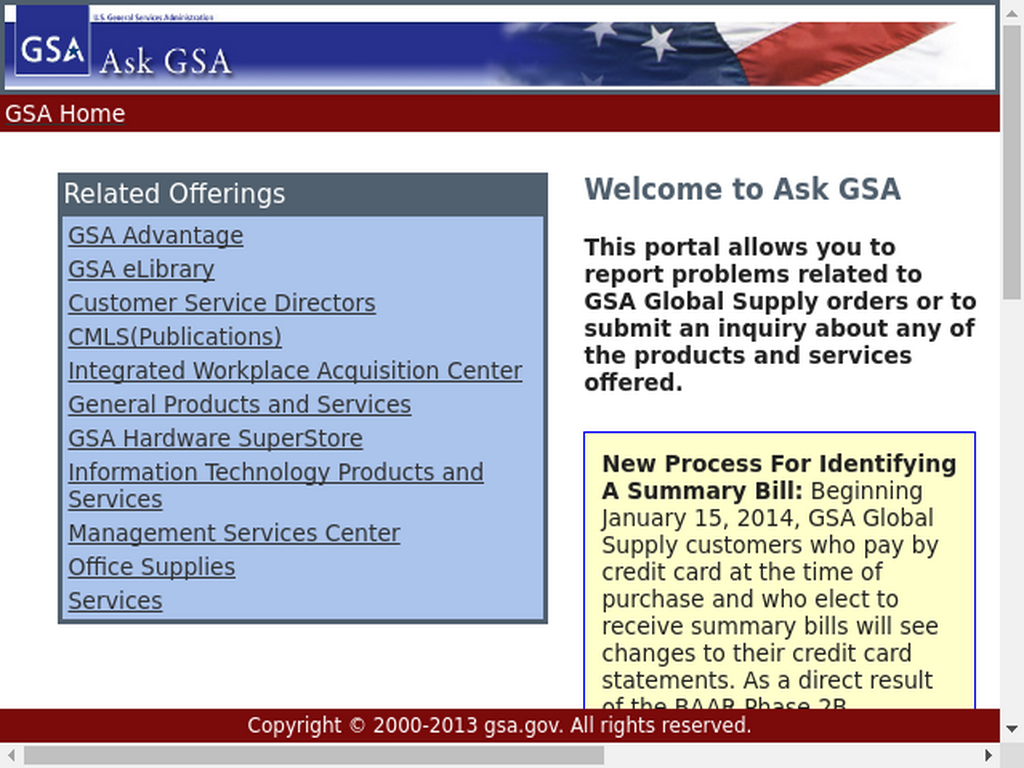 U.S. General Services Administration
GSA
Ask GSA
GSA Home
Related Offerings
GSA Advantage
GSA eLibrary
Customer Service Directors
CMLS(Publications)
Integrated Workplace Acquisition Center
General Products and Services
GSA Hardware SuperStore
Information Technology Products and
Services
Management Services Center
Office Supplies
Services
Welcome to Ask GSA
This portal allows you to
report problems related to
GSA Global Supply orders or to
submit an inquiry about any of
the products and services
offered.
New Process For Identifying
A Summary Bill: Beginning
January 15, 2014, GSA Global
Supply customers who pay by
credit card at the time of
purchase and who elect to
receive summary bills will see
changes to their credit card
statements. As a direct result
of the BAAR Phase 2B
Copyright © 2000-2013 gsa.gov. All rights reserved.